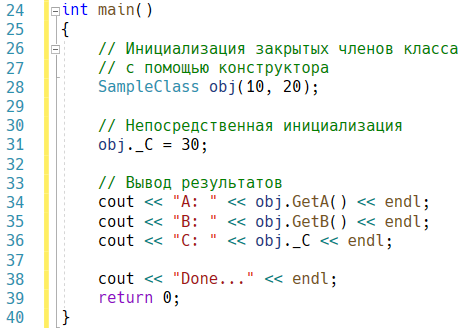 24 int main()
25 {
26 // Инициализация закрытых членов класса
27 // с помощью конструктора
28 SampleClass obj(10, 20);
29
30 // Непосредственная инициализация
31 obj._C = 30;
32
33 // Вывод результатов
34 cout << "A: " << obj.GetA() << endl;
35 cout << "B: " << obj.GetB() << endl;
36 cout << "C: " << obj._C << endl;
37
38 cout << "Done..." << endl;
39 return 0;
40 }